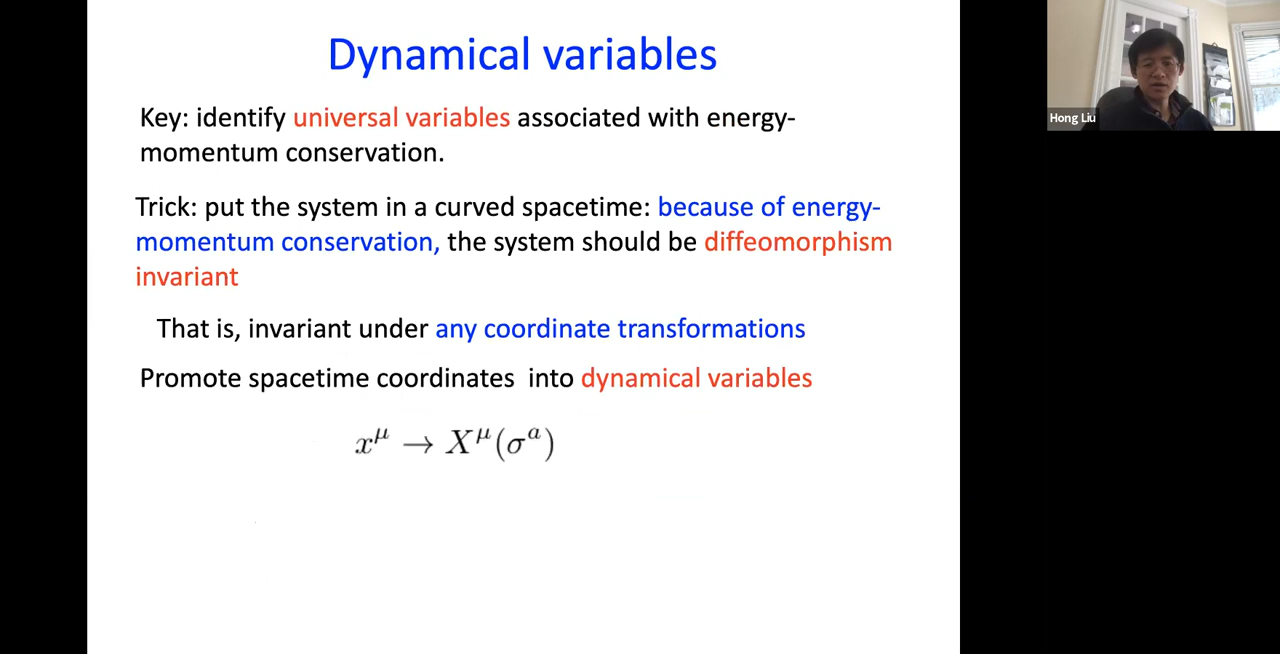 Dynamical variables
Key: identify universal variables associated with energy-
momentum conservation.
Trick: put the system in a curved spacetime: because of energy-
momentum conservation, the system should be diffeomorphism
invariant
That is, invariant under any coordinate transformations
Promote spacetime coordinates into dynamical variables
x^μ → X^μ(σ^a)
Hong Liu